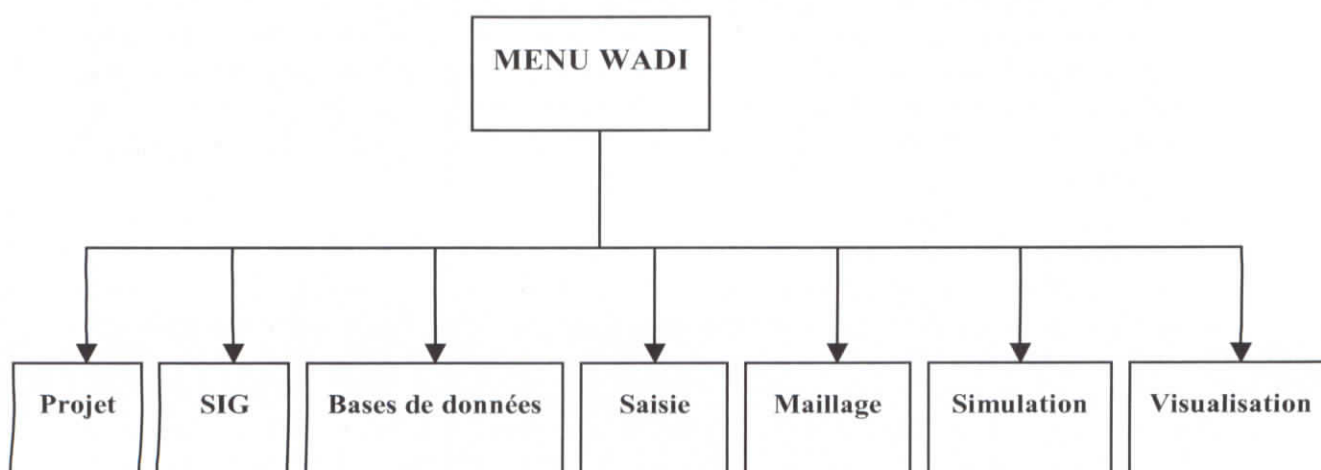 MENU WADI
Projet
SIG
Bases de données
Saisie
Maillage
Simulation
Visualisation